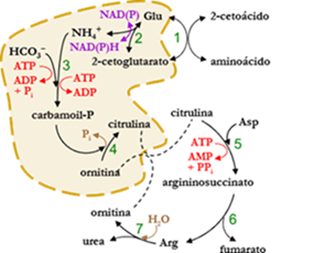 NAD(P) Glu
2-cetoácido
NH₄⁺
1
2
NAD(P)H
HCO₃⁻
2-cetoglutarato
aminoácido
ATP
3
ADP
ATP
+ Pᵢ
ADP
carbamoil-P
citrulina
citrulina
Asp
Pᵢ
4
ATP
5
AMP
+ PPᵢ
ornitina
argininosuccinato
ornitina
H₂O
6
7
urea
Arg
fumarato